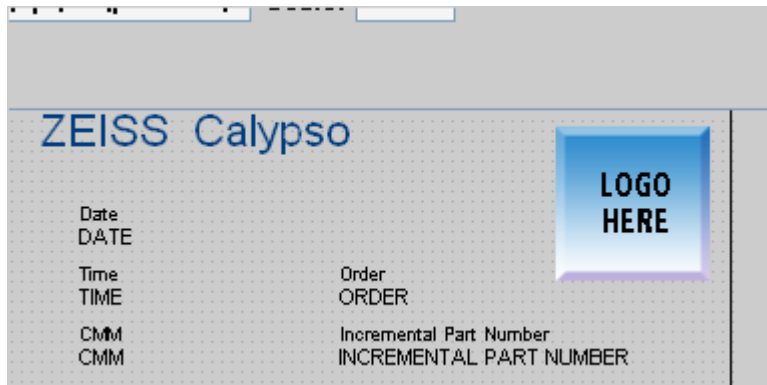 ZEISS Calypso
LOGO
HERE
Date
DATE
Time
TIME
Order
ORDER
CMM
CMM
Incremental Part Number
INCREMENTAL PART NUMBER